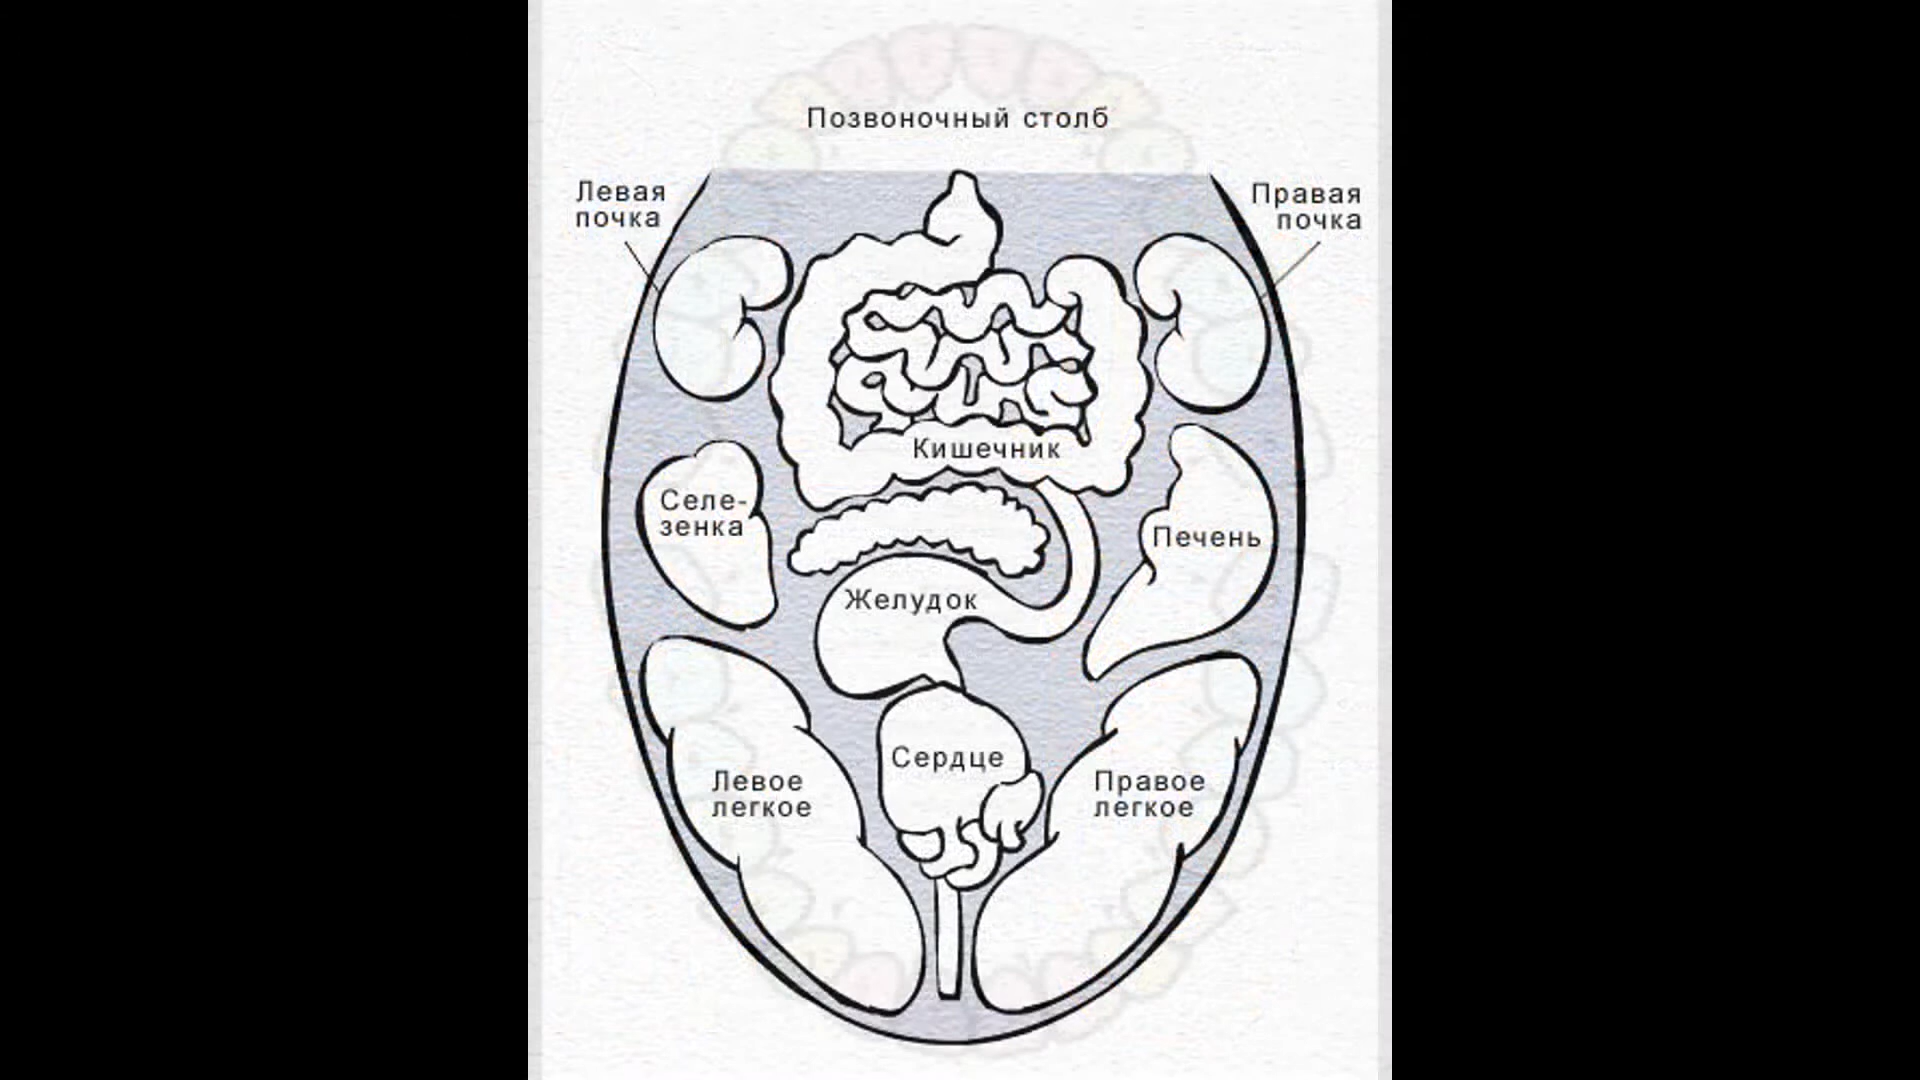 Позвоночный столб
Левая
почка
Правая
почка
Кишечник
Селе-
зенка
Печень
Желудок
Сердце
Левое
легкое
Правое
легкое